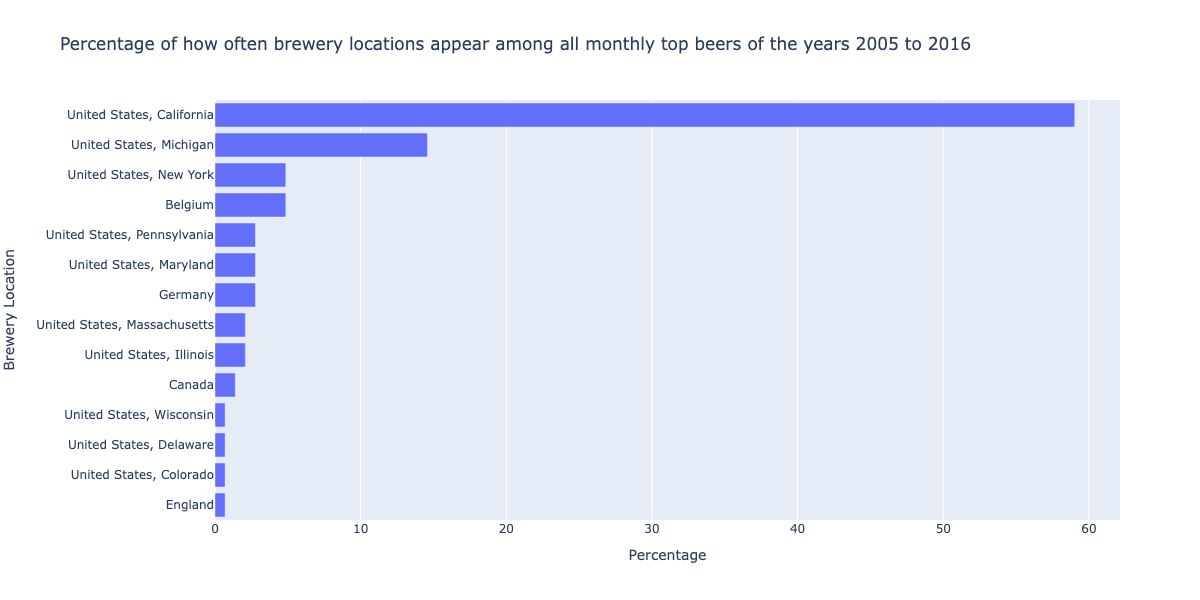 Percentage of how often brewery locations appear among all monthly top beers of the years 2005 to 2016
Brewery Location
United States, California
United States, Michigan
United States, New York
Belgium
United States, Pennsylvania
United States, Maryland
Germany
United States, Massachusetts
United States, Illinois
Canada
United States, Wisconsin
United States, Delaware
United States, Colorado
England
0 10 20 30 40 50 60
Percentage